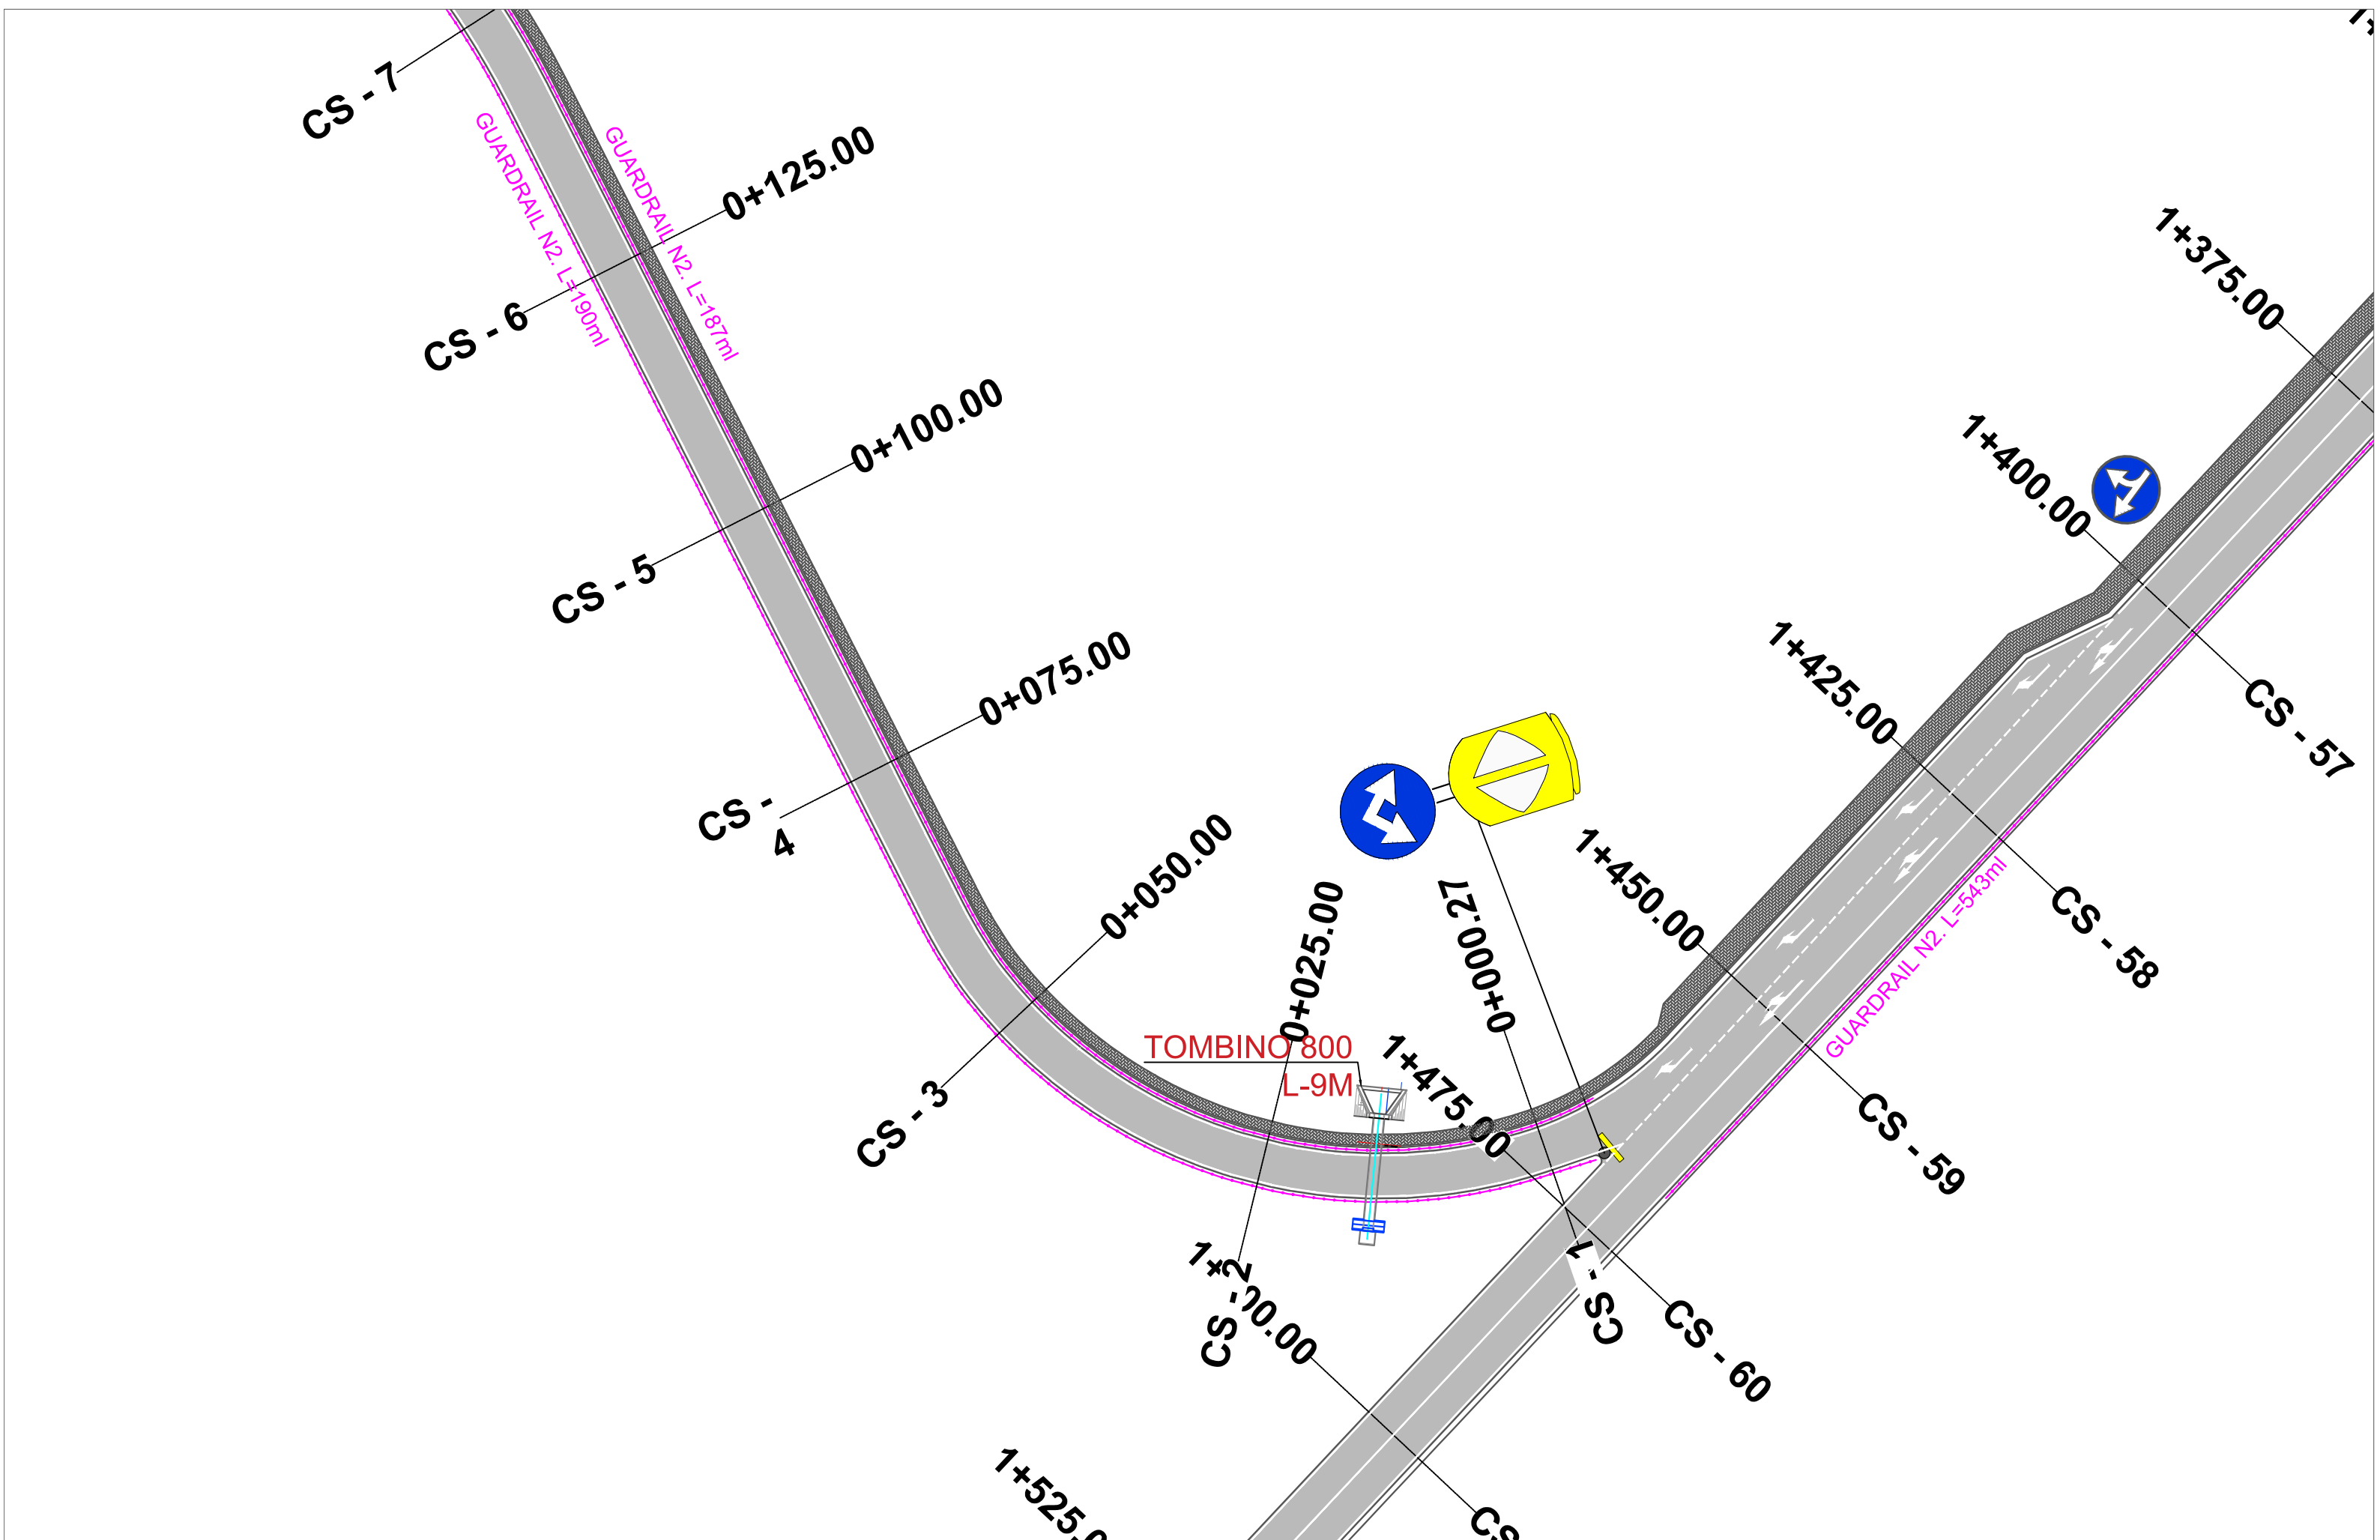 CS - 7
GUARDRAIL N2. L=190ml
GUARDRAIL N2. L=187ml
0+125.00
CS - 6
0+100.00
CS - 5
0+075.00
CS -
4
0+050.00
CS - 3
0+025.00
CS - 2
0+000.27
CS - 1
TOMBINO 800
L-9M
1+375.00
1+400.00
CS - 57
1+425.00
CS - 58
GUARDRAIL N2. L=543ml
1+450.00
CS - 59
1+475.00
CS - 60